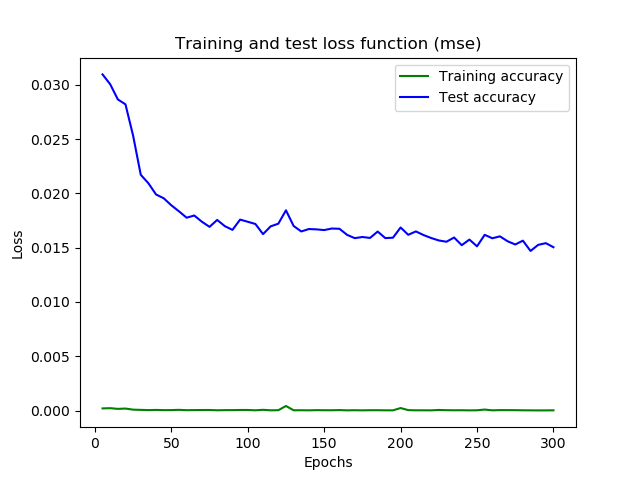 Training and test loss function (mse)
Training accuracy
Test accuracy
0.030
0.025
0.020
0.015
0.010
0.005
0.000
Loss
0 50 100 150 200 250 300
Epochs